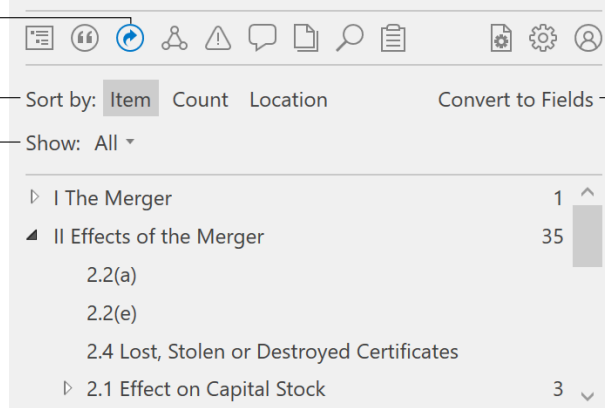 Sort by: Item Count Location Convert to Fields
Show: All
I The Merger 1
II Effects of the Merger 35
2.2(a)
2.2(e)
2.4 Lost, Stolen or Destroyed Certificates
2.1 Effect on Capital Stock 3